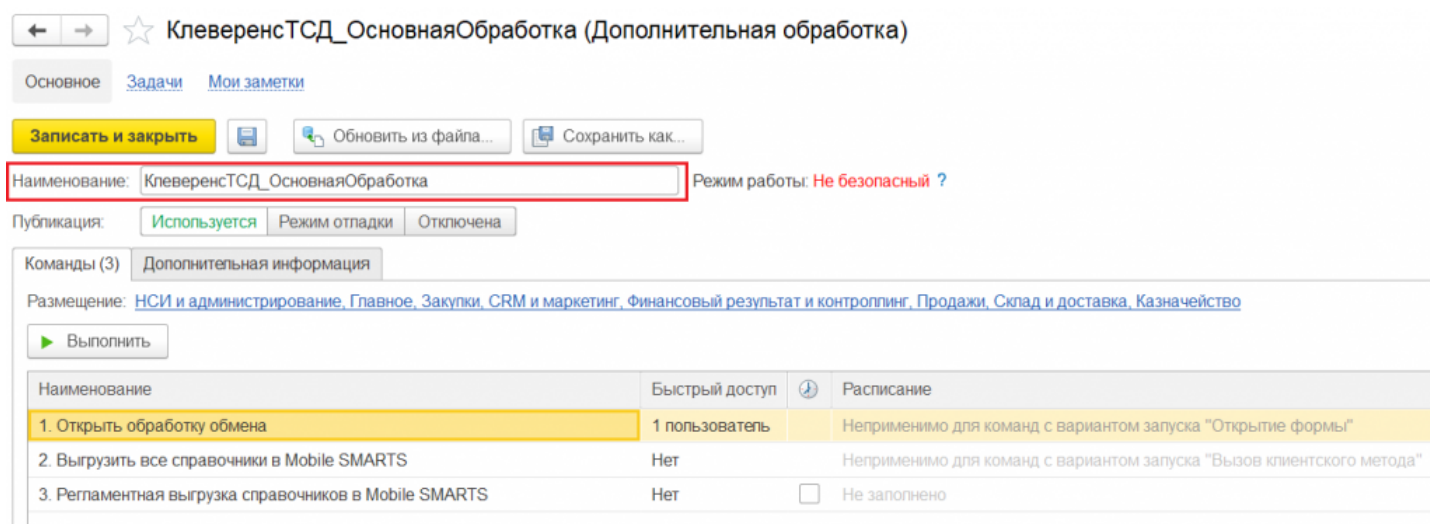 КлеверенсТСД_ОсновнаяОбработка (Дополнительная обработка)
Основное Задачи Мои заметки
Записать и закрыть Обновить из файла... Сохранить как...
Наименование: КлеверенсТСД_ОсновнаяОбработка Режим работы: Не безопасный ?
Публикация: Используется Режим отладки Отключена
Команды (3) Дополнительная информация
Размещение: НСИ и администрирование, Главное, Закупки, CRM и маркетинг, Финансовый результат и контроллинг, Продажи, Склад и доставка, Казначейство
Выполнить
Наименование Быстрый доступ Расписание
1. Открыть обработку обмена 1 пользователь Неприменимо для команд с вариантом запуска "Открытие формы"
2. Выгрузить все справочники в Mobile SMARTS Нет Неприменимо для команд с вариантом запуска "Вызов клиентского метода"
3. Регламентная выгрузка справочников в Mobile SMARTS Нет Не заполнено